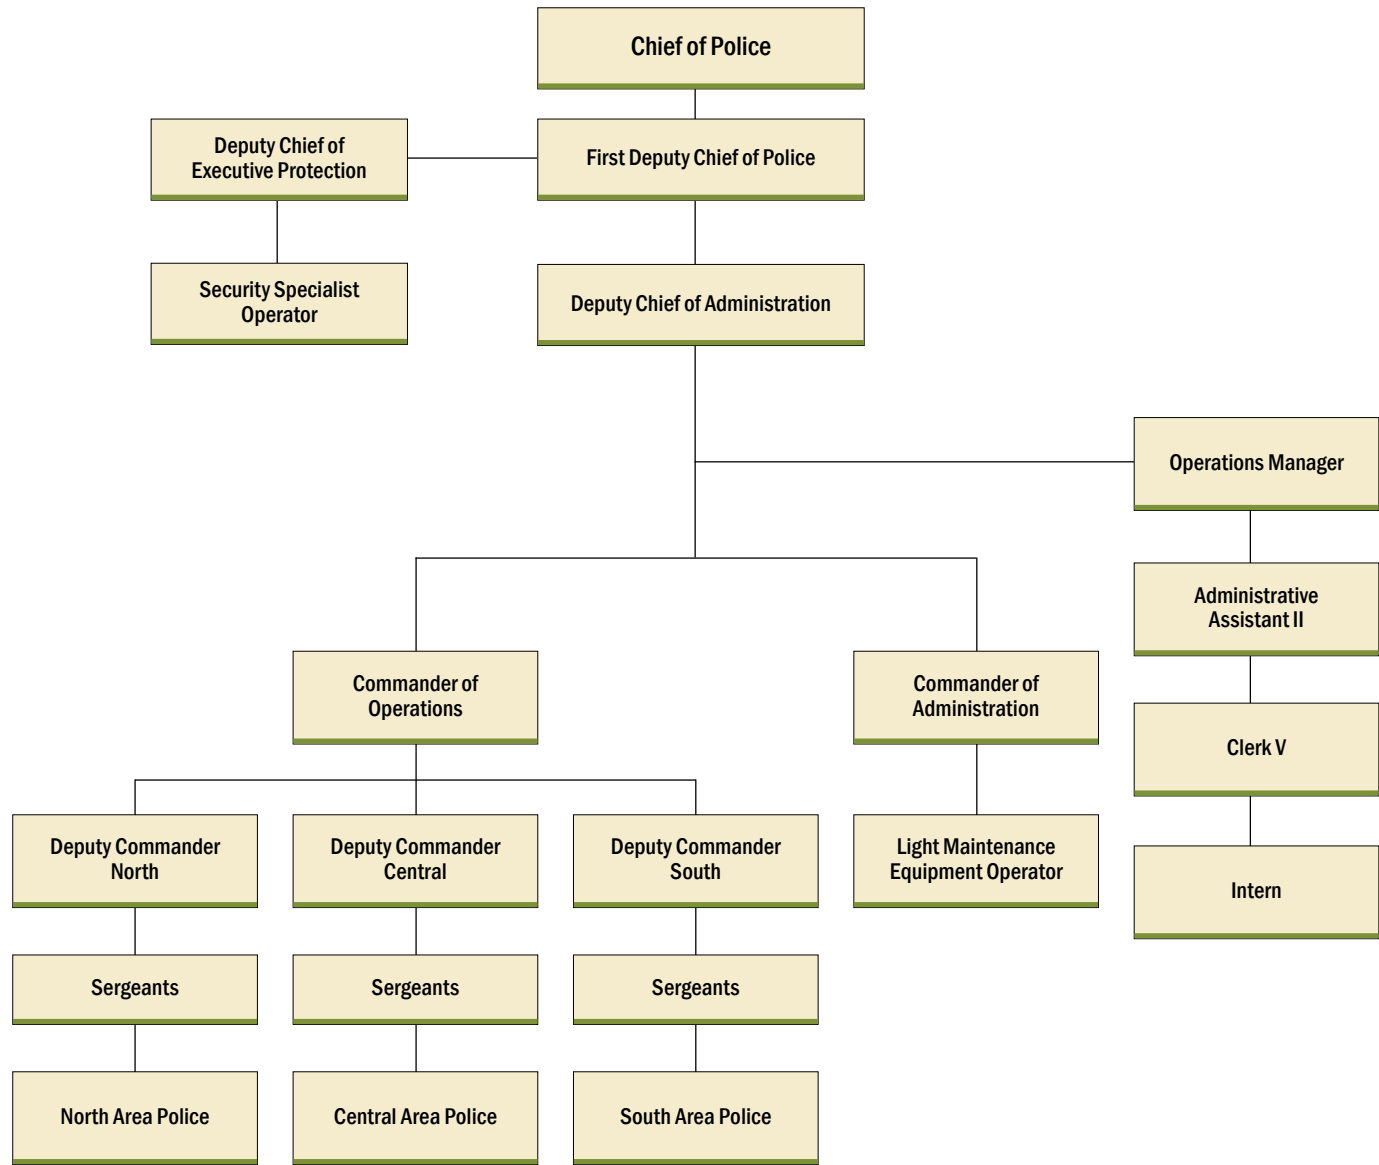 Chief of Police
Deputy Chief of
Executive Protection
First Deputy Chief of Police
Security Specialist
Operator
Deputy Chief of Administration
Operations Manager
Administrative
Assistant II
Commander of
Operations
Commander of
Administration
Clerk V
Deputy Commander
North
Deputy Commander
Central
Deputy Commander
South
Light Maintenance
Equipment Operator
Intern
Sergeants
Sergeants
Sergeants
North Area Police
Central Area Police
South Area Police